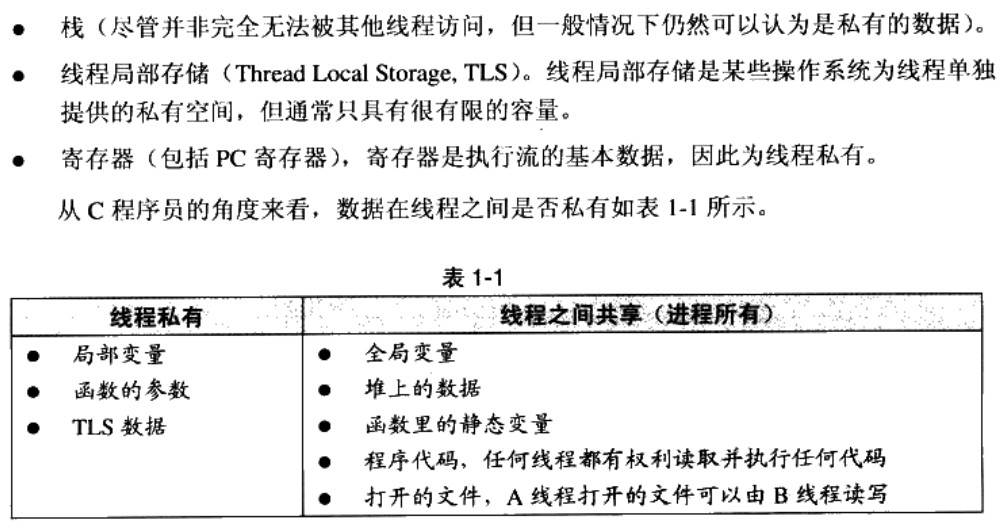 ● 栈（尽管并非完全无法被其他线程访问，但一般情况下仍然可以认为是私有的数据）。
● 线程局部存储（Thread Local Storage, TLS）。线程局部存储是某些操作系统为线程单独
提供的私有空间，但通常只具有很有限的容量。
● 寄存器（包括 PC 寄存器），寄存器是执行流的基本数据，因此为线程私有。
从 C 程序员的角度来看，数据在线程之间是否私有如表 1-1 所示。
表 1-1
线程私有 线程之间共享（进程所有）
● 局部变量 ● 全局变量
● 函数的参数 ● 堆上的数据
● TLS 数据 ● 函数里的静态变量
● 程序代码，任何线程都有权利读取并执行任何代码
● 打开的文件，A 线程打开的文件可以由 B 线程读写